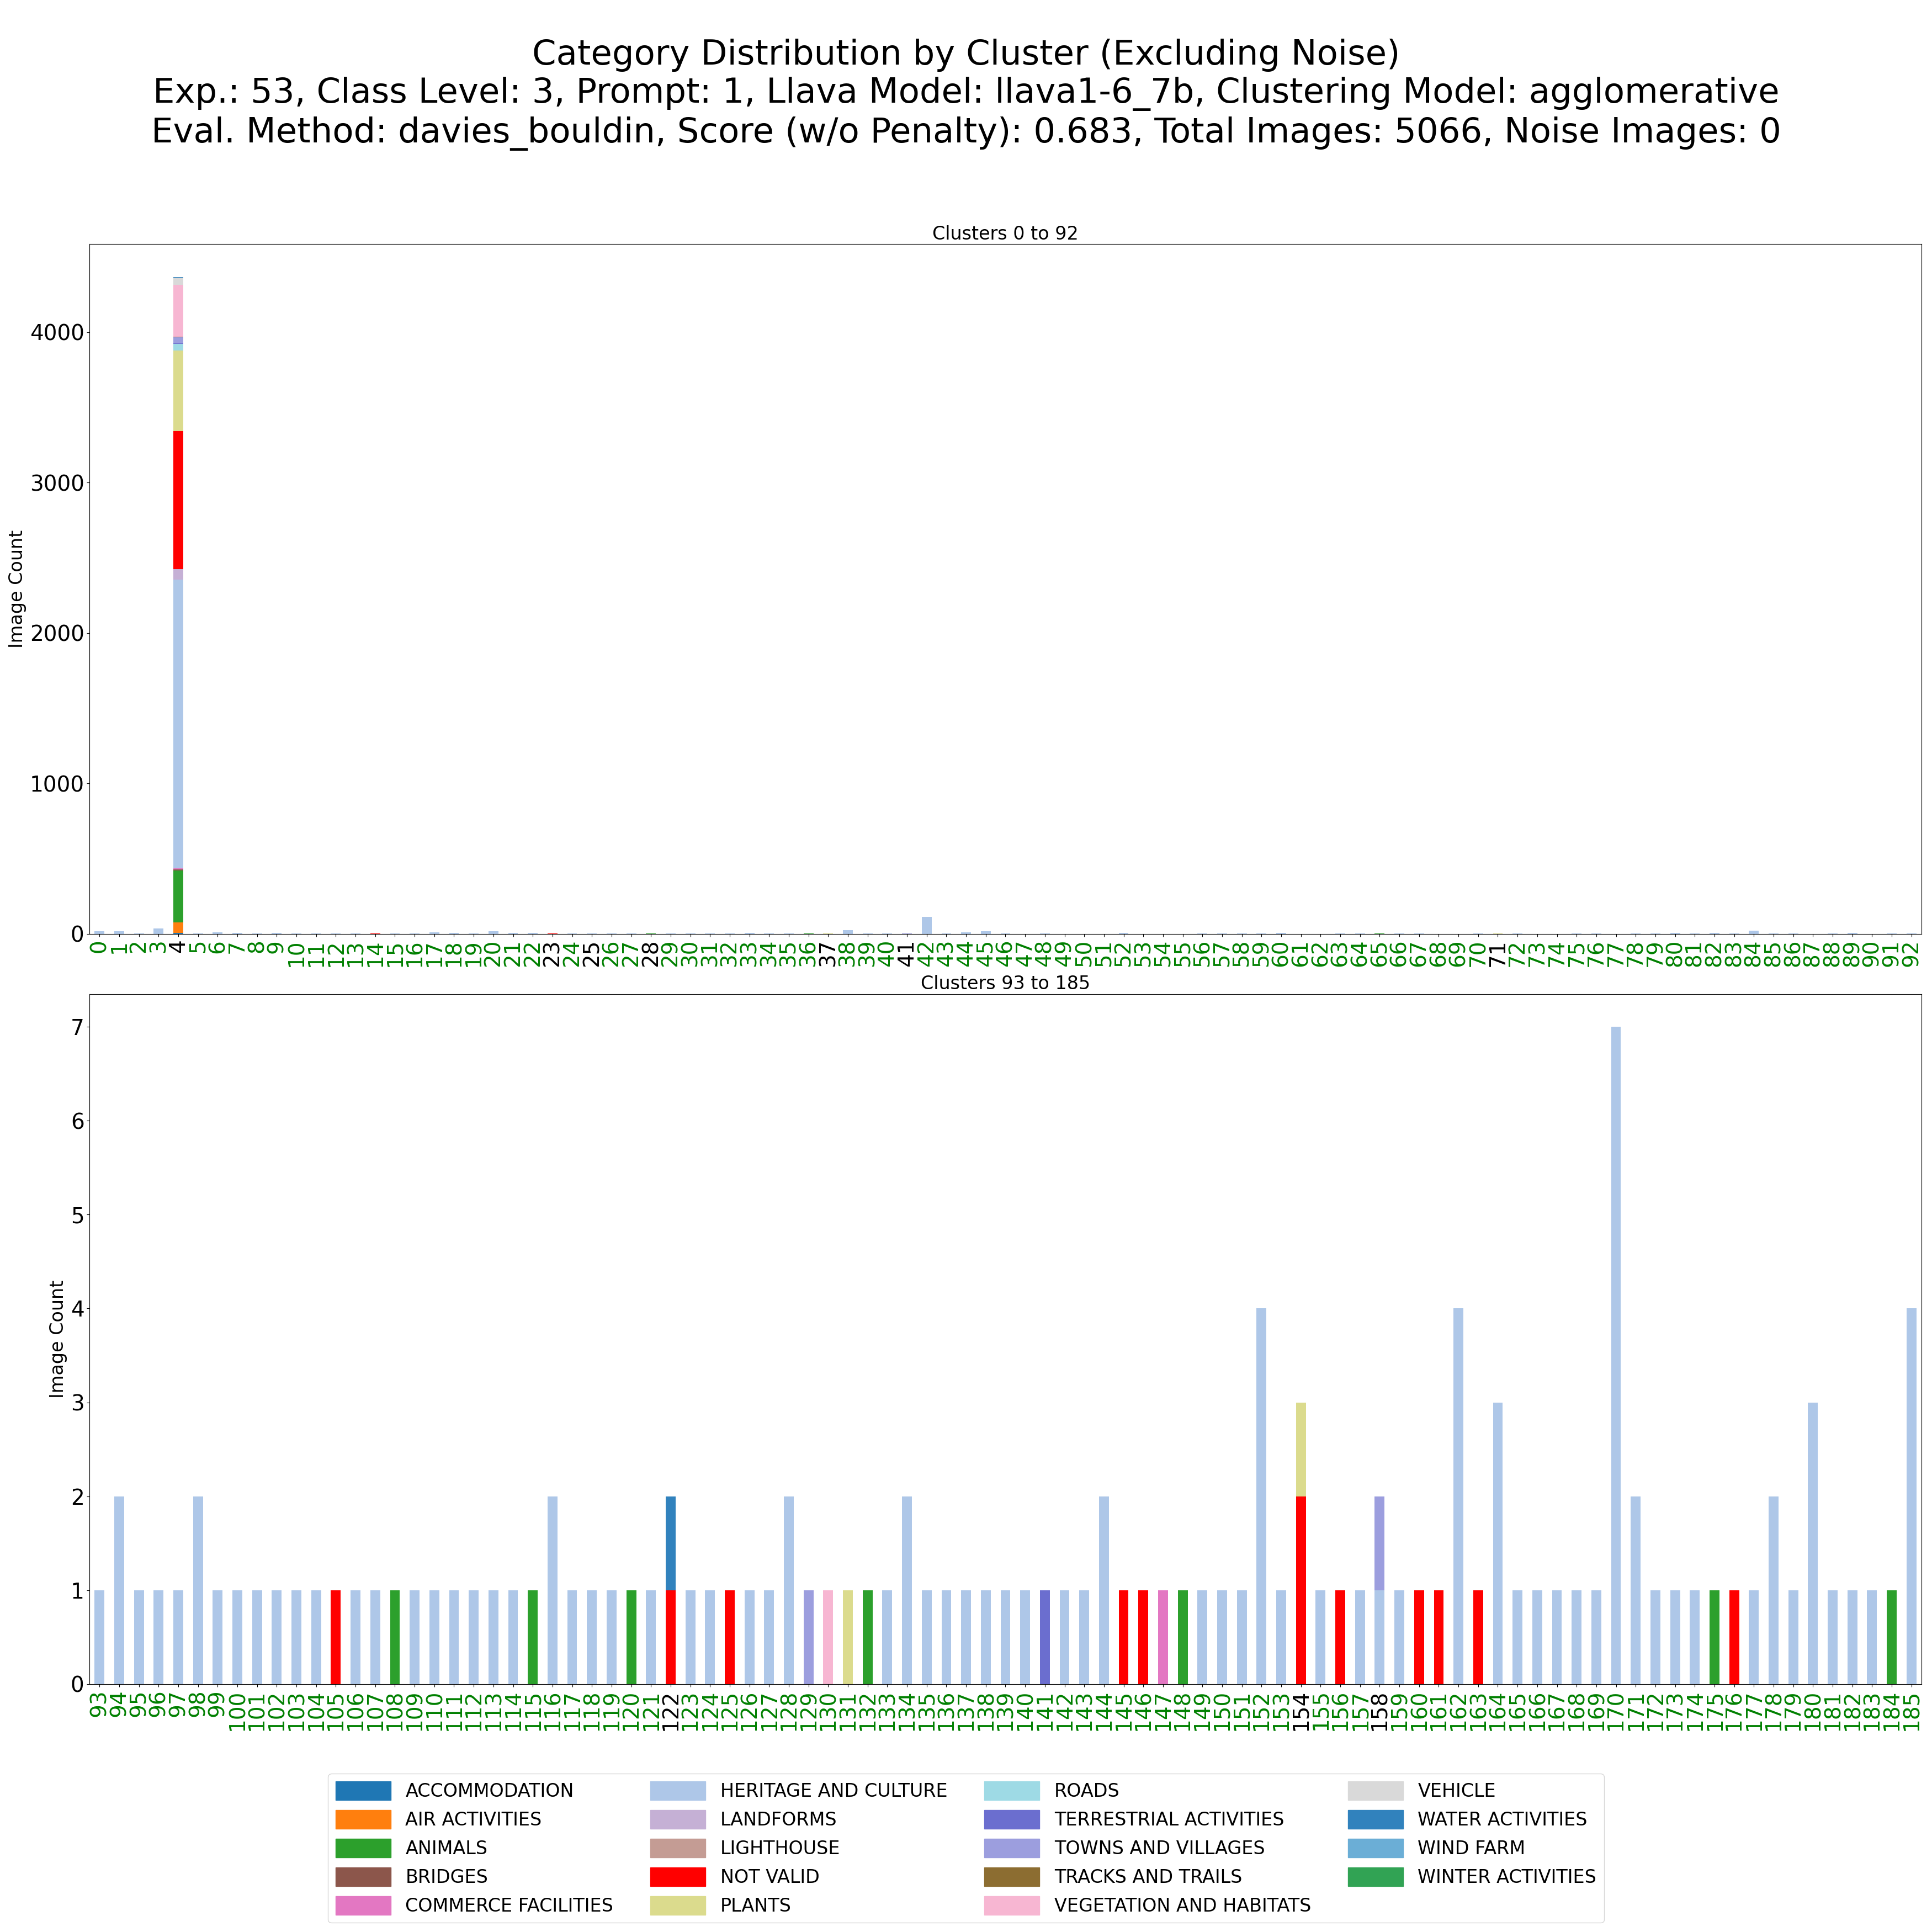 Category Distribution by Cluster (Excluding Noise)
Exp.: 53, Class Level: 3, Prompt: 1, Llava Model: llava1-6_7b, Clustering Model: agglomerative
Eval. Method: davies_bouldin, Score (w/o Penalty): 0.683, Total Images: 5066, Noise Images: 0
Clusters 0 to 92
Image Count
4000
3000
2000
1000
0
0 1 2 3 4 5 6 7 8 9 10 11 12 13 14 15 16 17 18 19 20 21 22 23 24 25 26 27 28 29 30 31 32 33 34 35 36 37 38 39 40 41 42 43 44 45 46 47 48 49 50 51 52 53 54 55 56 57 58 59 60 61 62 63 64 65 66 67 68 69 70 71 72 73 74 75 76 77 78 79 80 81 82 83 84 85 86 87 88 89 90 91 92
Clusters 93 to 185
Image Count
7
6
5
4
3
2
1
0
93 94 95 96 97 98 99 100 101 102 103 104 105 106 107 108 109 110 111 112 113 114 115 116 117 118 119 120 121 122 123 124 125 126 127 128 129 130 131 132 133 134 135 136 137 138 139 140 141 142 143 144 145 146 147 148 149 150 151 152 153 154 155 156 157 158 159 160 161 162 163 164 165 166 167 168 169 170 171 172 173 174 175 176 177 178 179 180 181 182 183 184 185
ACCOMMODATION
AIR ACTIVITIES
ANIMALS
BRIDGES
COMMERCE FACILITIES
HERITAGE AND CULTURE
LANDFORMS
LIGHTHOUSE
NOT VALID
PLANTS
ROADS
TERRESTRIAL ACTIVITIES
TOWNS AND VILLAGES
TRACKS AND TRAILS
VEGETATION AND HABITATS
VEHICLE
WATER ACTIVITIES
WIND FARM
WINTER ACTIVITIES